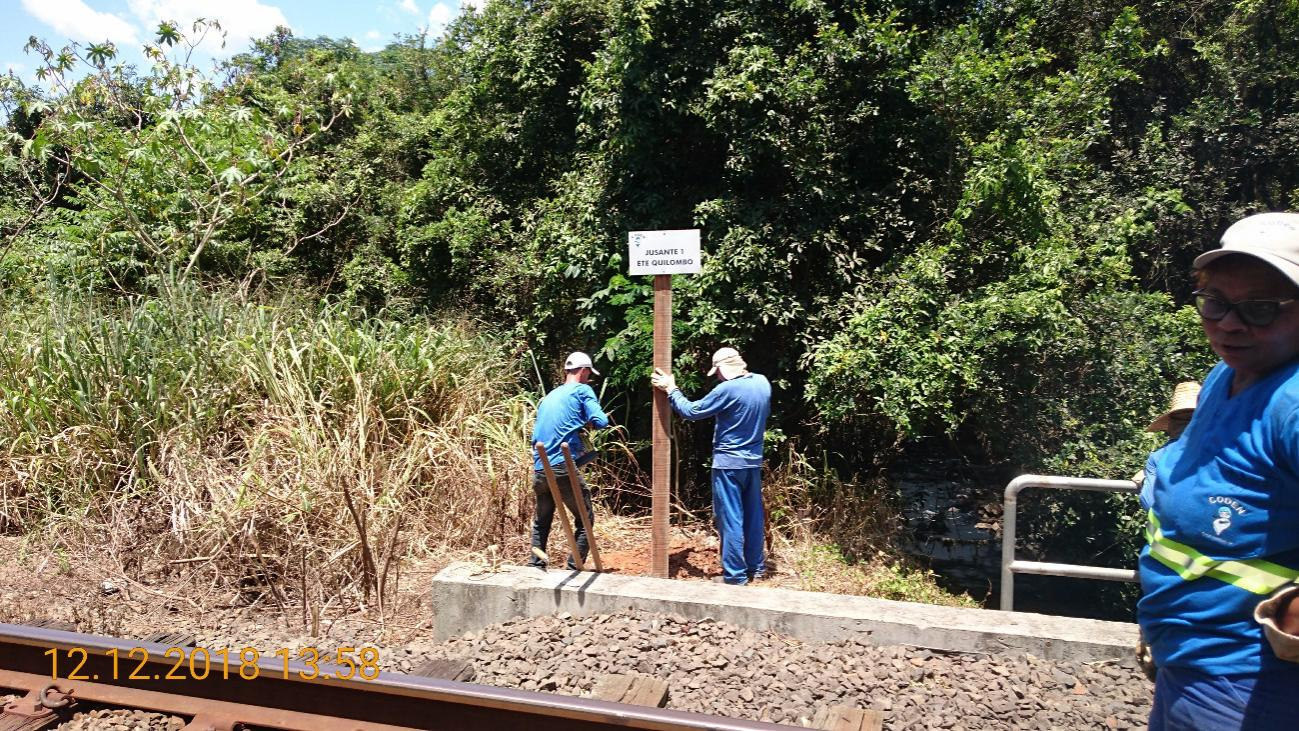 JUSANTE 1
ETE QUILOMBO
CODEN
12.12.2018 13:58